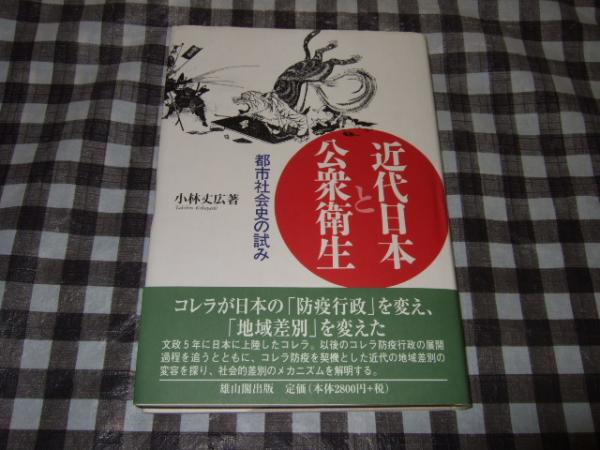 近代日本
と
公衆衛生
都市社会史の試み
小林丈広著
Takehiro Kobayashi
コレラが日本の「防疫行政」を変え、
「地域差別」を変えた
文政5年に日本に上陸したコレラ。以後のコレラ防疫行政の展開
過程を追うとともに、コレラ防疫を契機とした近代の地域差別の
変容を探り、社会的差別のメカニズムを解明する。
雄山閣出版 定価(本体2800円+税)